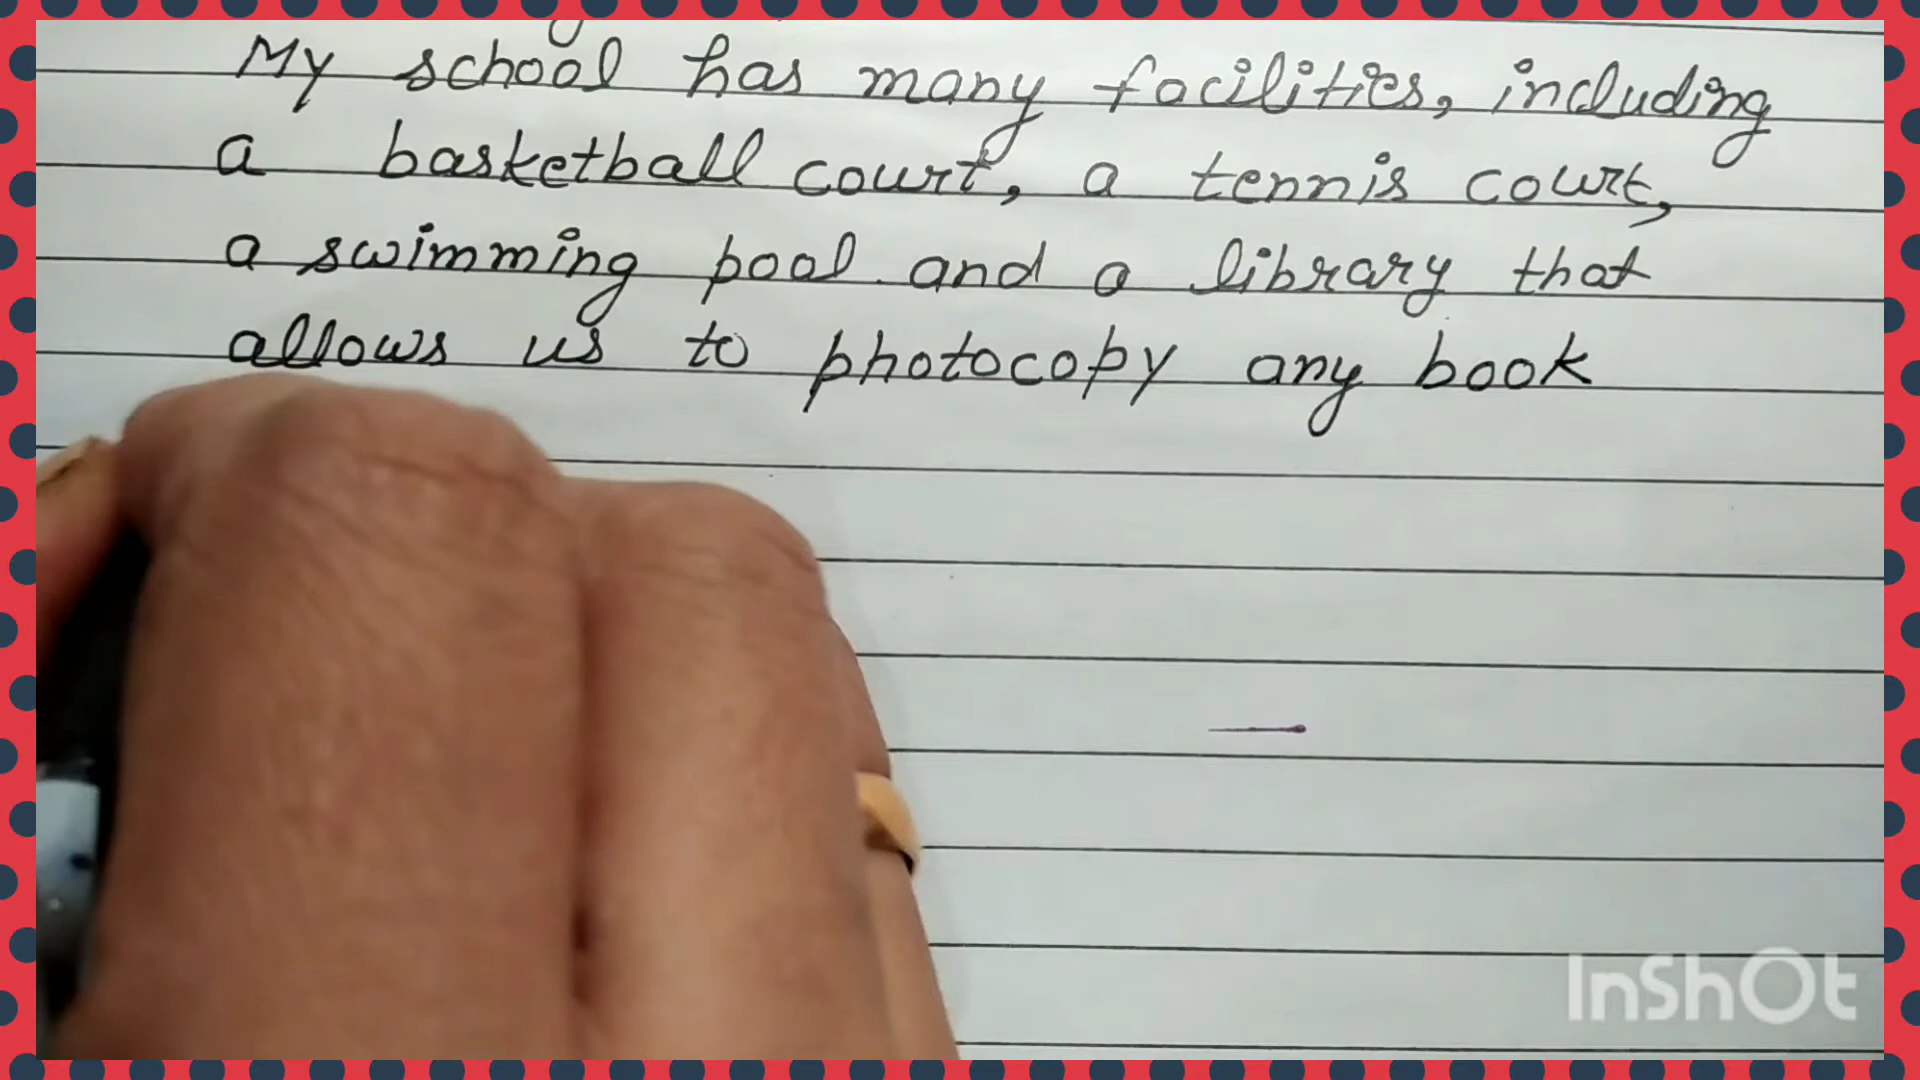 My school has many facilities, including
a basketball court, a tennis court,
a swimming pool and a library that
allows us to photocopy any book
InShOt